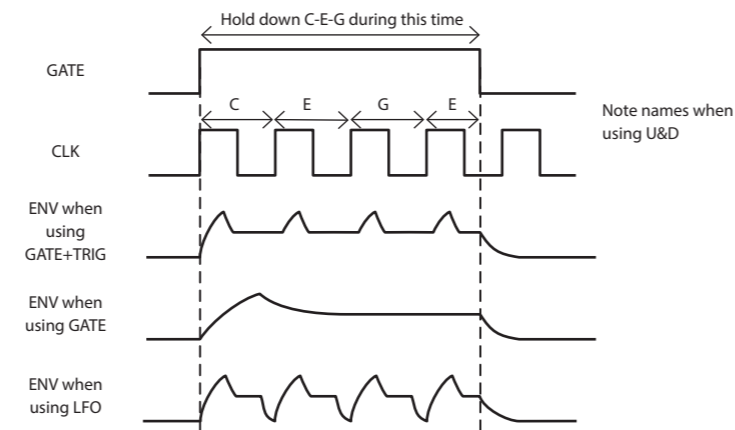 Hold down C-E-G during this time
GATE
C E G E
Note names when
using U&D
CLK
ENV when
using
GATE+TRIG
ENV when
using GATE
ENV when
using LFO